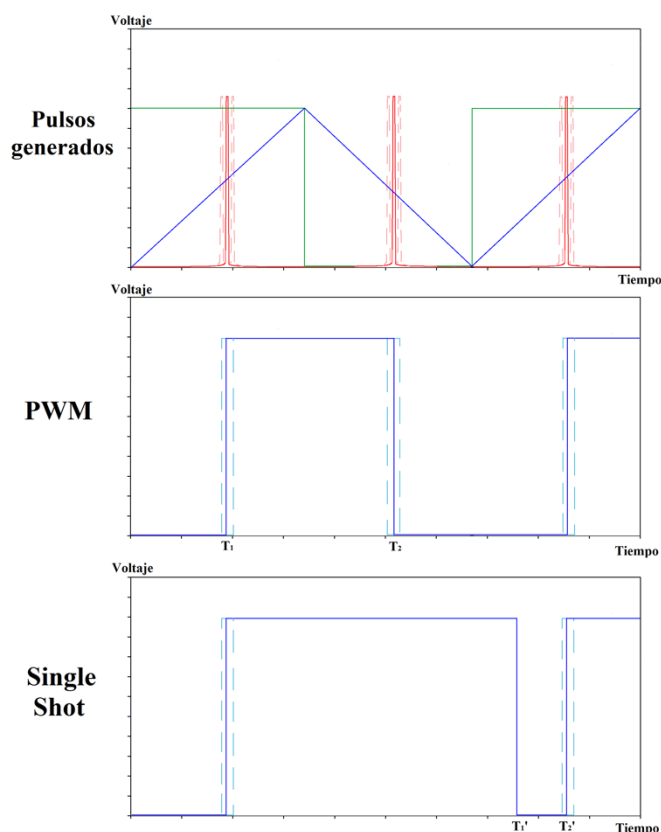 Voltaje
Pulsos
generados
Tiempo
Voltaje
PWM
T₁
T₂
Tiempo
Voltaje
Single
Shot
T₁'
T₂'
Tiempo